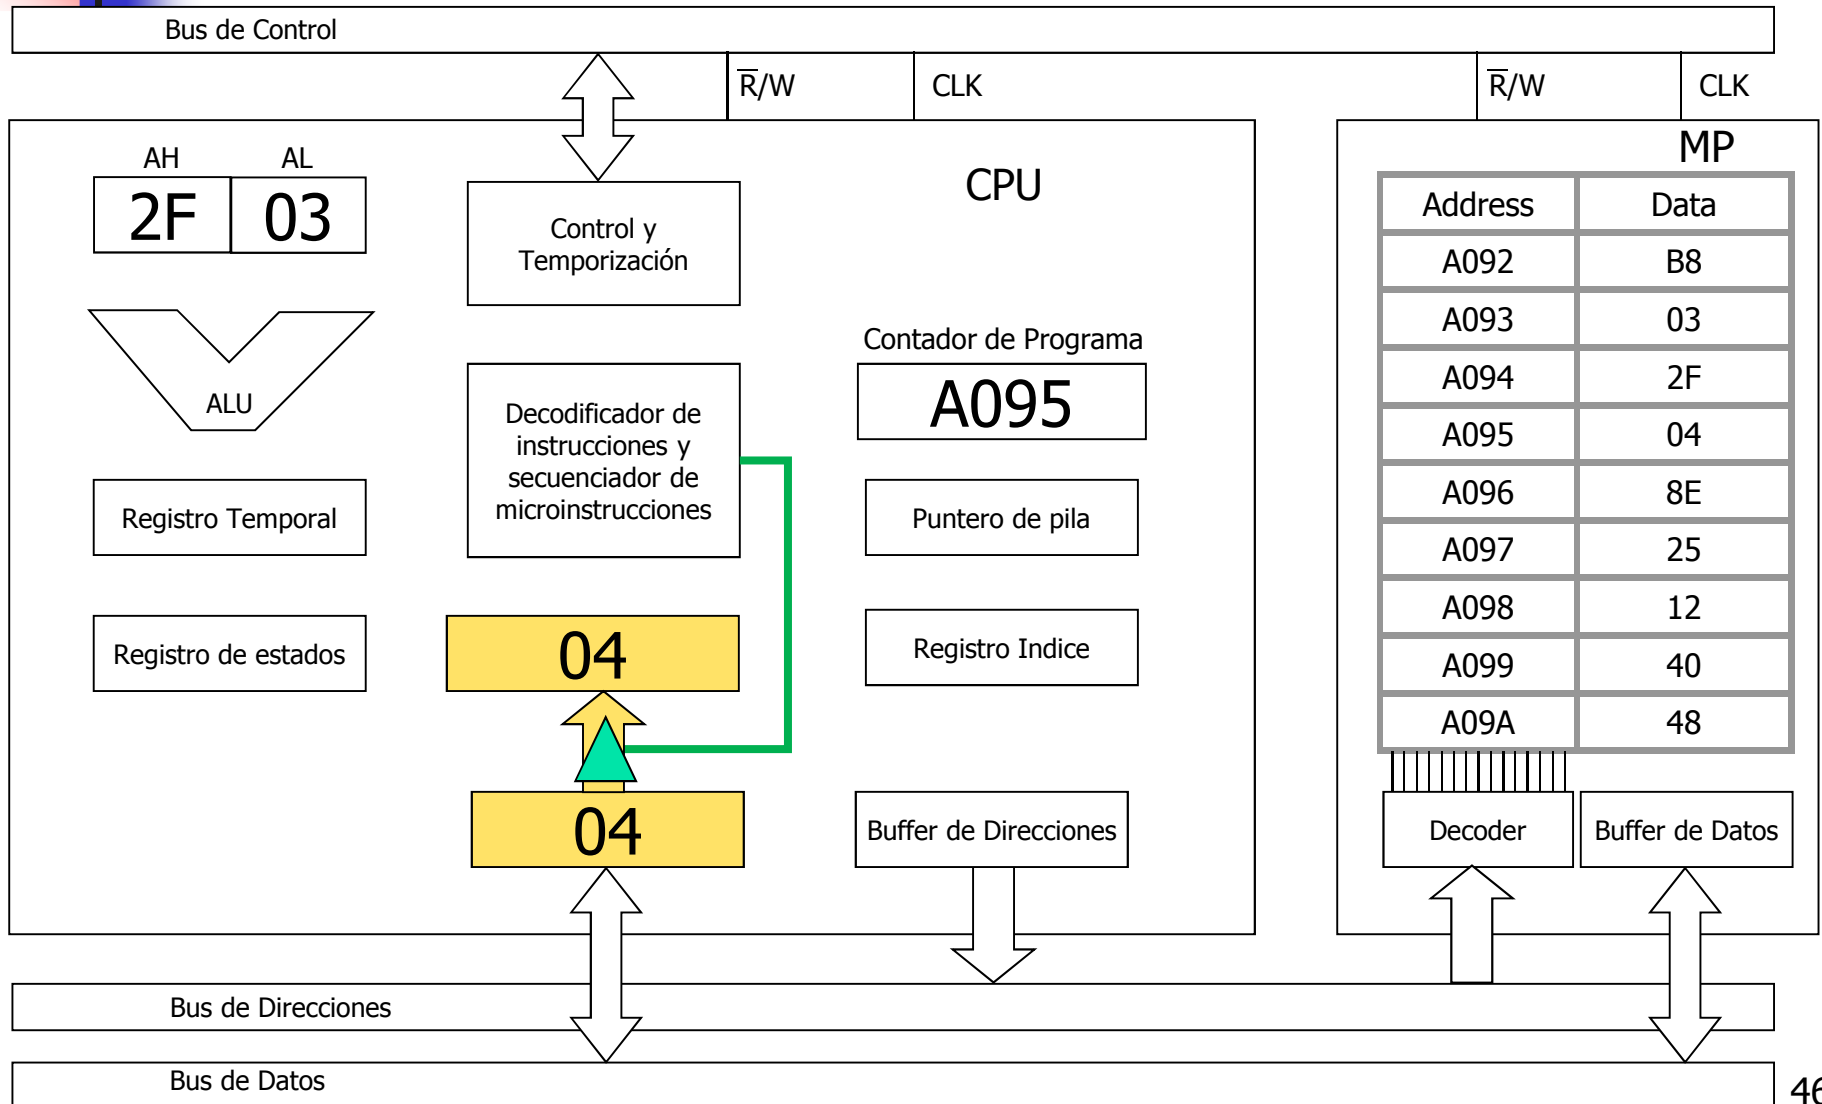 Bus de Control
R/W
CLK
R/W
CLK
AH
AL
2F
03
Control y
Temporización
CPU
ALU
Decodificador de
instrucciones y
secuenciador de
microinstrucciones
Contador de Programa
A095
Registro Temporal
Puntero de pila
Registro de estados
04
Registro Indice
04
Buffer de Direcciones
MP
Address Data
A092 B8
A093 03
A094 2F
A095 04
A096 8E
A097 25
A098 12
A099 40
A09A 48
Decoder
Buffer de Datos
Bus de Direcciones
Bus de Datos
46